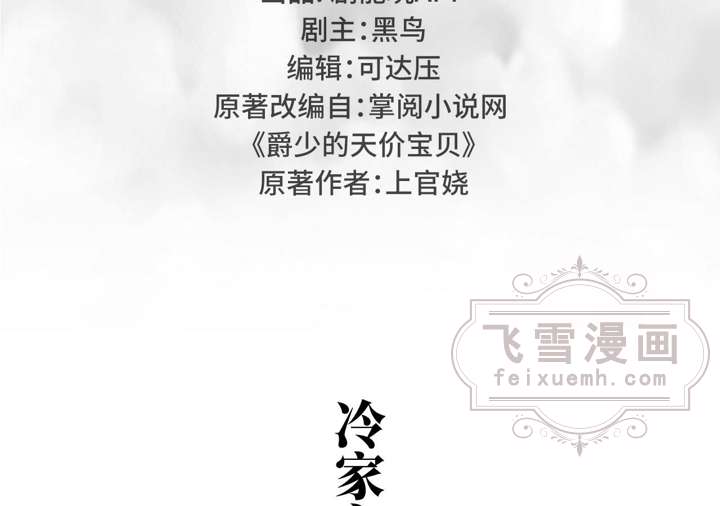 剧主：黑鸟
编辑：可达压
原著改编自：掌阅小说网
《爵少的天价宝贝》
原著作者：上官娆
飞雪漫画
feixuemh.com
冷家